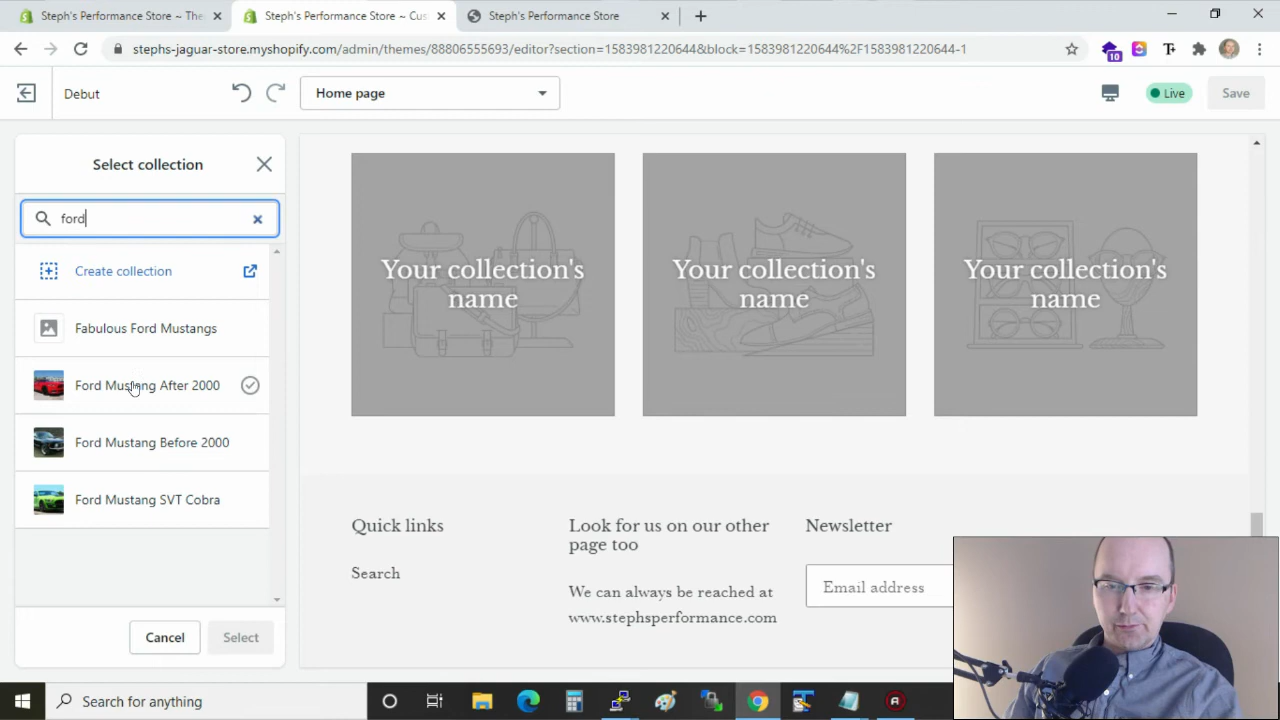 Steph's Performance Store ~ The
Steph's Performance Store ~ Cus
Steph's Performance Store
stephs-jaguar-store.myshopify.com/admin/themes/88806555693/editor?section=1583981220644&block=1583981220644%2F1583981220644-1
10
T+
Debut
Home page
Live
Save
Select collection
ford
Create collection
Fabulous Ford Mustangs
Ford Mustang After 2000
Ford Mustang Before 2000
Ford Mustang SVT Cobra
Cancel
Select
Your collection's
name
Your collection's
name
Your collection's
name
Quick links
Search
Look for us on our other
page too
We can always be reached at
www.stephsperformance.com
Newsletter
Email address
Search for anything